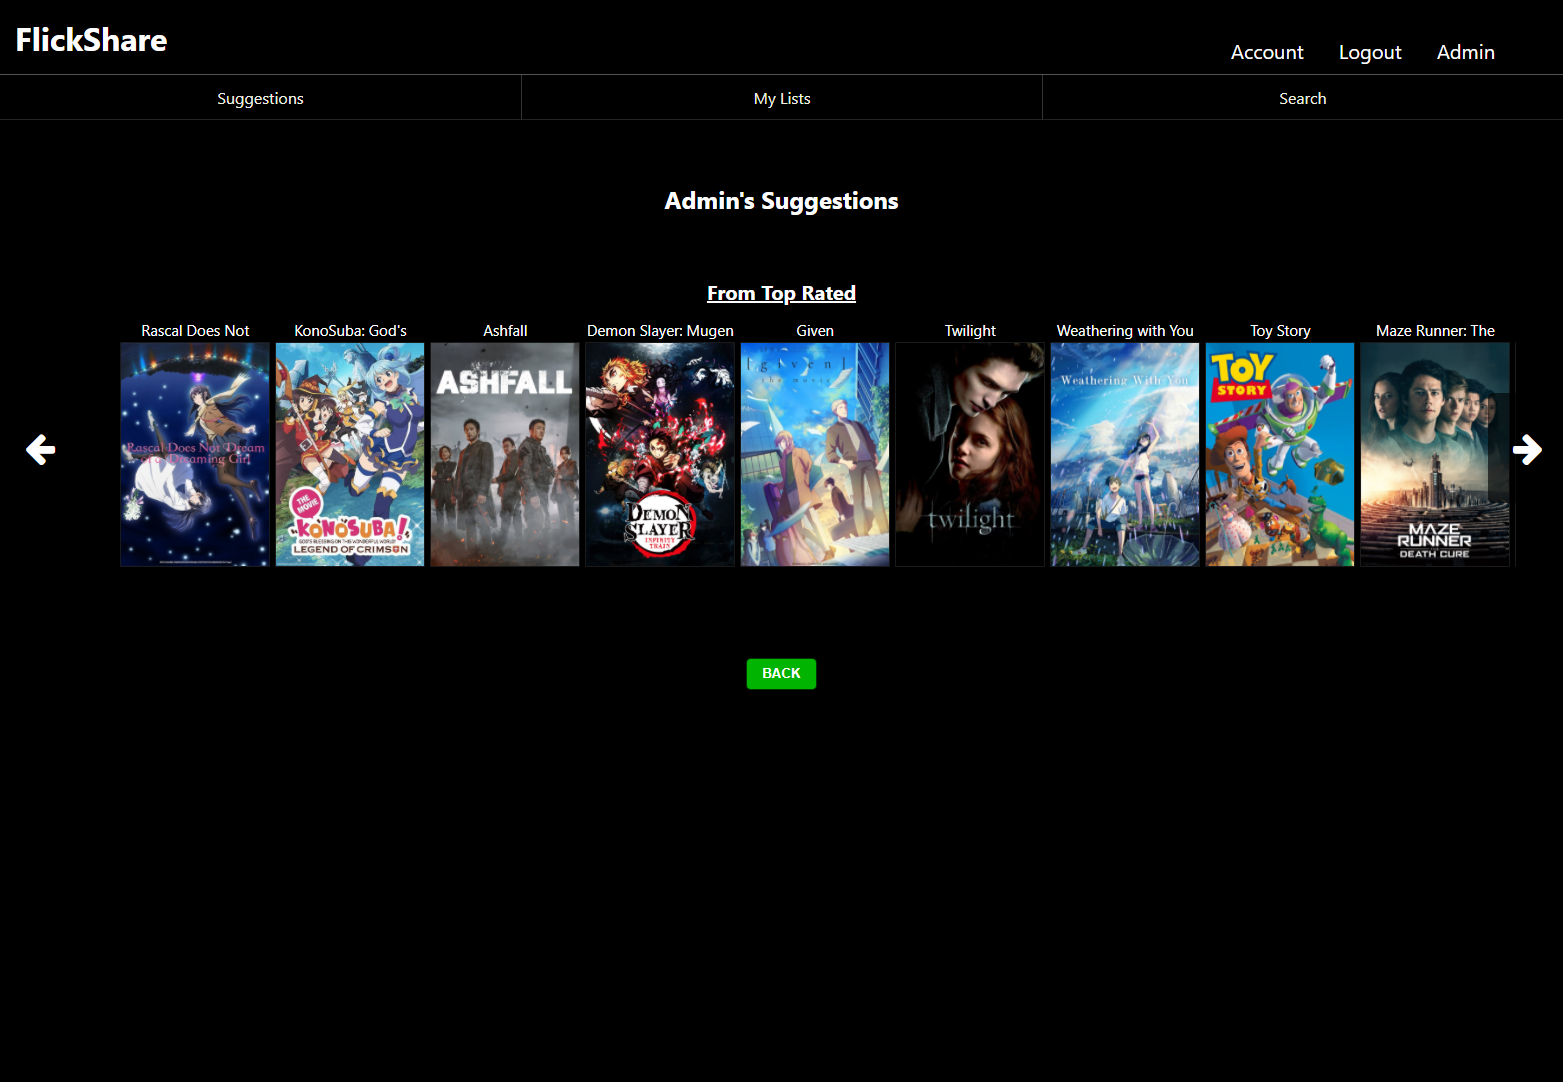 FlickShare
Account Logout Admin
Suggestions My Lists Search
Admin's Suggestions
From Top Rated
Rascal Does Not KonoSuba: God's Ashfall Demon Slayer: Mugen Given Twilight Weathering with You Toy Story Maze Runner: The
Rascal Does Not Dream
of a Dreaming Girl
THE
MOVIE
KONOSUBA!
GOD'S BLESSING ON THIS WONDERFUL WORLD!
LEGEND OF CRIMSON
ASHFALL
DEMON
SLAYER
INFINITY
TRAIN
[given]
the movie
twilight
Weathering With You
TOY
STORY
MAZE
RUNNER
DEATH CURE
BACK